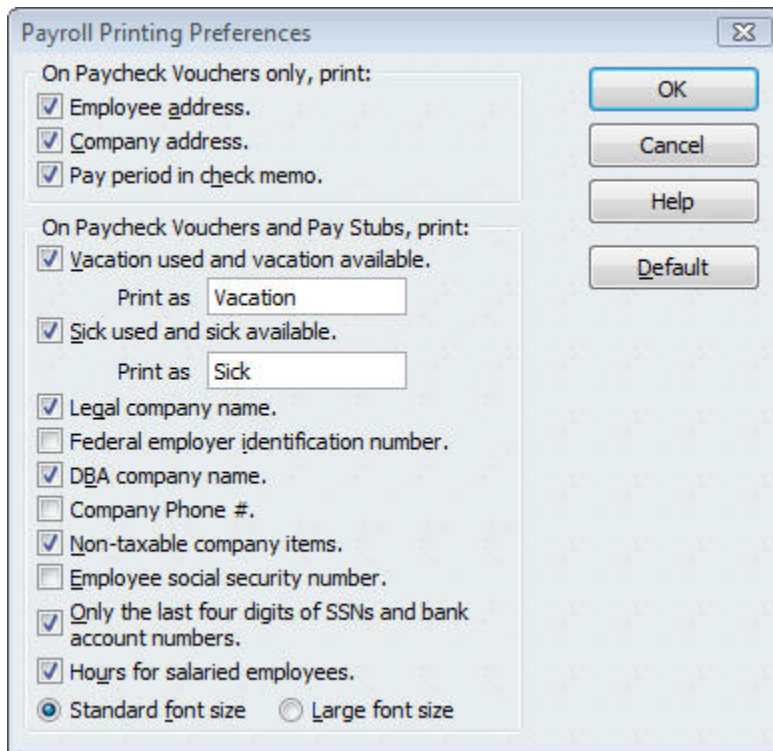 Payroll Printing Preferences
On Paycheck Vouchers only, print:
Employee address.
Company address.
Pay period in check memo.
On Paycheck Vouchers and Pay Stubs, print:
Vacation used and vacation available.
Print as Vacation
Sick used and sick available.
Print as Sick
Legal company name.
Federal employer identification number.
DBA company name.
Company Phone #.
Non-taxable company items.
Employee social security number.
Only the last four digits of SSNs and bank
account numbers.
Hours for salaried employees.
Standard font size Large font size
OK
Cancel
Help
Default